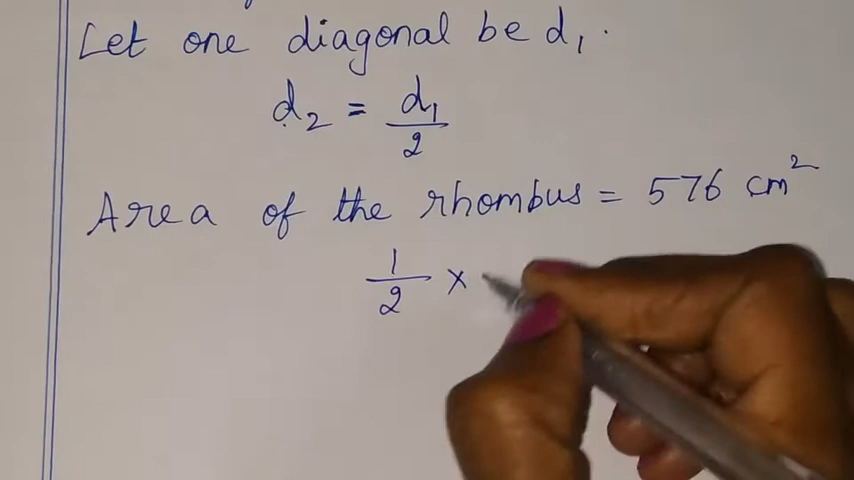 Let one diagonal be d₁.
d₂ = d₁/2
Area of the rhombus = 576 cm²
1/2 ×